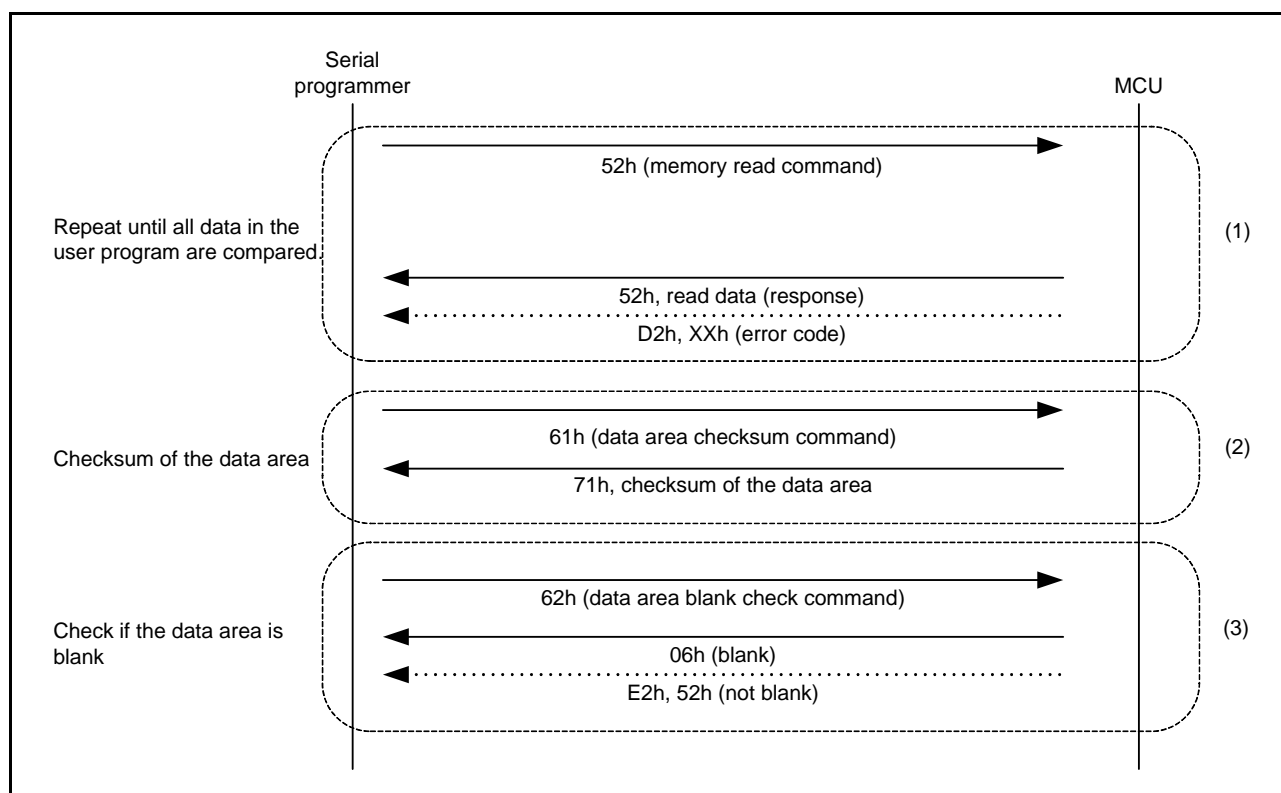 Serial
programmer
MCU
52h (memory read command)
Repeat until all data in the
user program are compared.
(1)
52h, read data (response)
D2h, XXh (error code)
61h (data area checksum command)
Checksum of the data area
(2)
71h, checksum of the data area
62h (data area blank check command)
Check if the data area is
blank
(3)
06h (blank)
E2h, 52h (not blank)